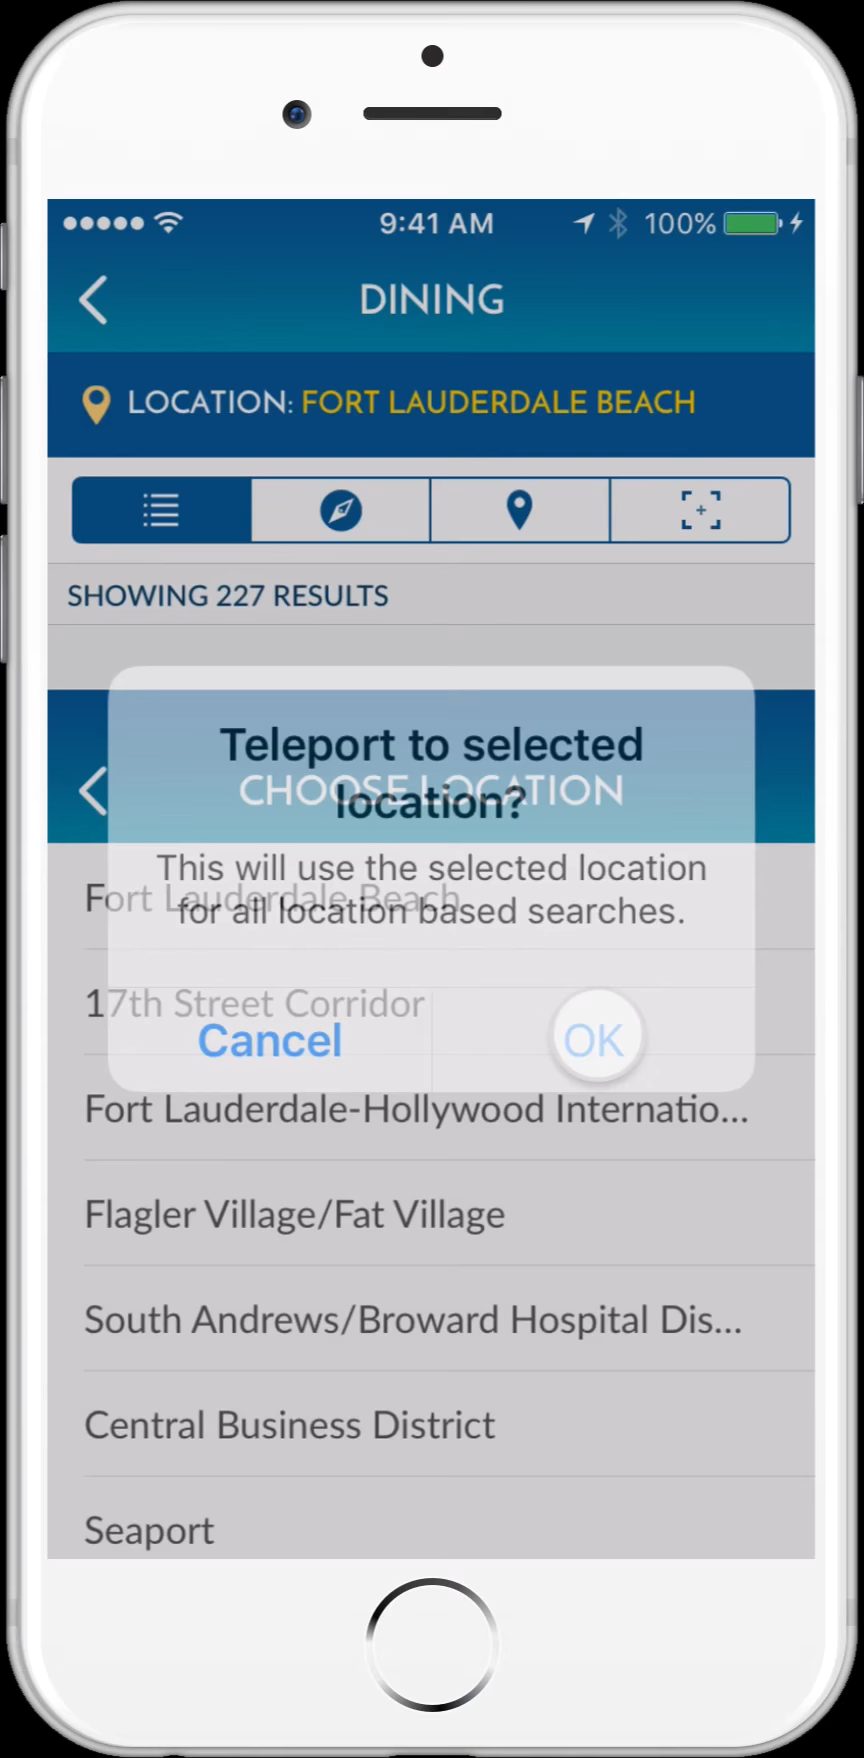 9:41 AM
100%
DINING
LOCATION: FORT LAUDERDALE BEACH
SHOWING 227 RESULTS
Teleport to selected
location?
CHOOSE LOCATION
This will use the selected location
for all location based searches.
Fort Lauderdale Beach
17th Street Corridor
Cancel
OK
Fort Lauderdale-Hollywood Internatio...
Flagler Village/Fat Village
South Andrews/Broward Hospital Dis...
Central Business District
Seaport